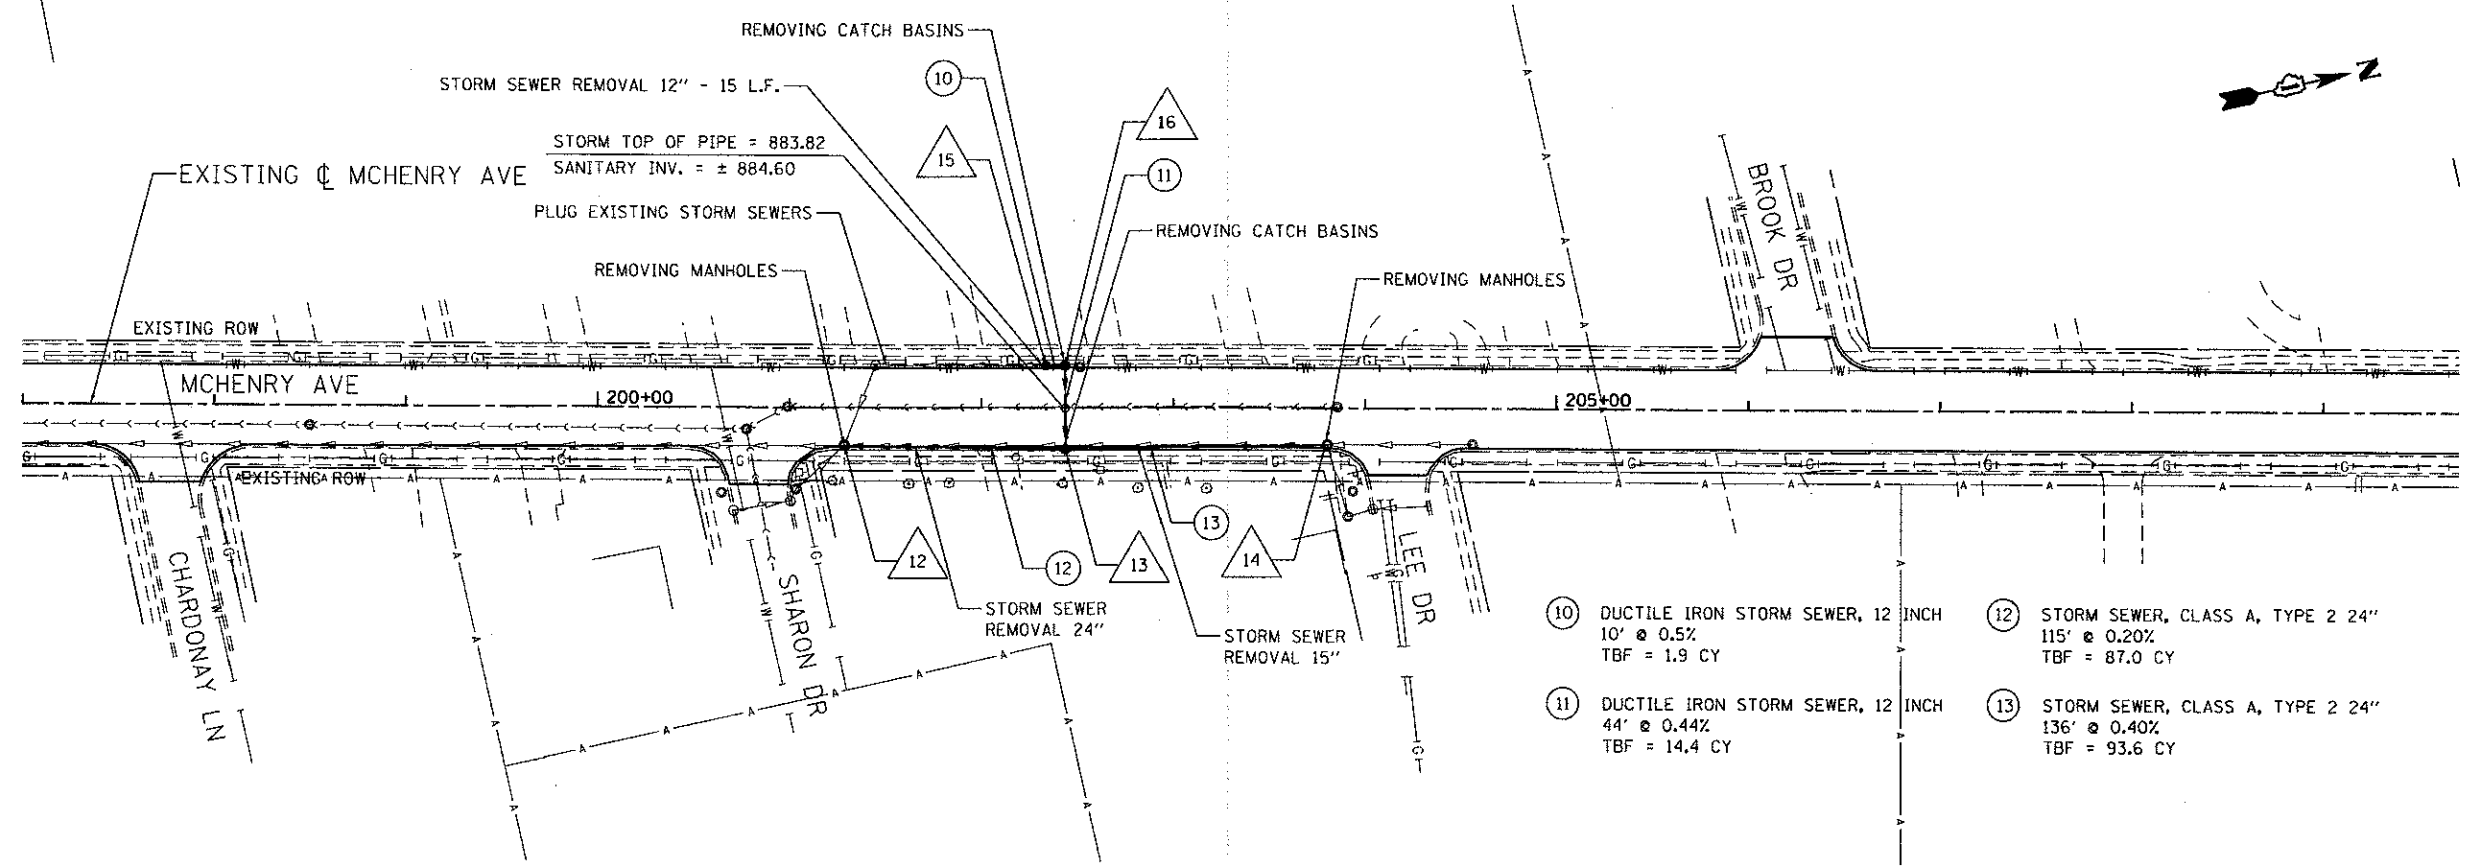 REMOVING CATCH BASINS
STORM SEWER REMOVAL 12" - 15 L.F.
10
16
N
STORM TOP OF PIPE = 883.82
SANITARY INV. = ± 884.60
15
11
EXISTING ℄ MCHENRY AVE
PLUG EXISTING STORM SEWERS
REMOVING CATCH BASINS
BROOK DR
REMOVING MANHOLES
REMOVING MANHOLES
EXISTING ROW
MCHENRY AVE
200+00
205+00
EXISTING ROW
13
12
12
13
14
CHARDONAY LN
SHARON DR
LEE DR
STORM SEWER
REMOVAL 24"
STORM SEWER
REMOVAL 15"
10 DUCTILE IRON STORM SEWER, 12 INCH
10' @ 0.5%
TBF = 1.9 CY
12 STORM SEWER, CLASS A, TYPE 2 24"
115' @ 0.20%
TBF = 87.0 CY
11 DUCTILE IRON STORM SEWER, 12 INCH
44' @ 0.44%
TBF = 14.4 CY
13 STORM SEWER, CLASS A, TYPE 2 24"
136' @ 0.40%
TBF = 93.6 CY